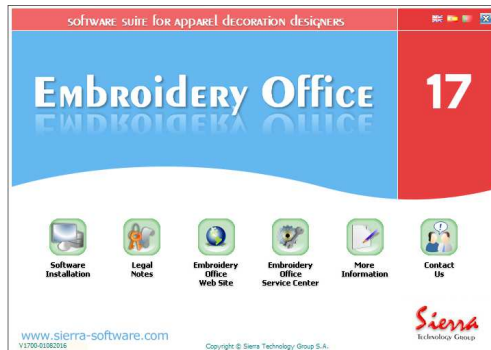 SOFTWARE SUITE FOR APPAREL DECORATION DESIGNERS
EMBROIDERY OFFICE
17
Software
Installation
Legal
Notes
Embroidery
Office
Web Site
Embroidery
Office
Service Center
More
Information
Contact
Us
Sierra
Technology Group
www.sierra-software.com
V1700-01082016
Copyright © Sierra Technology Group S.A.